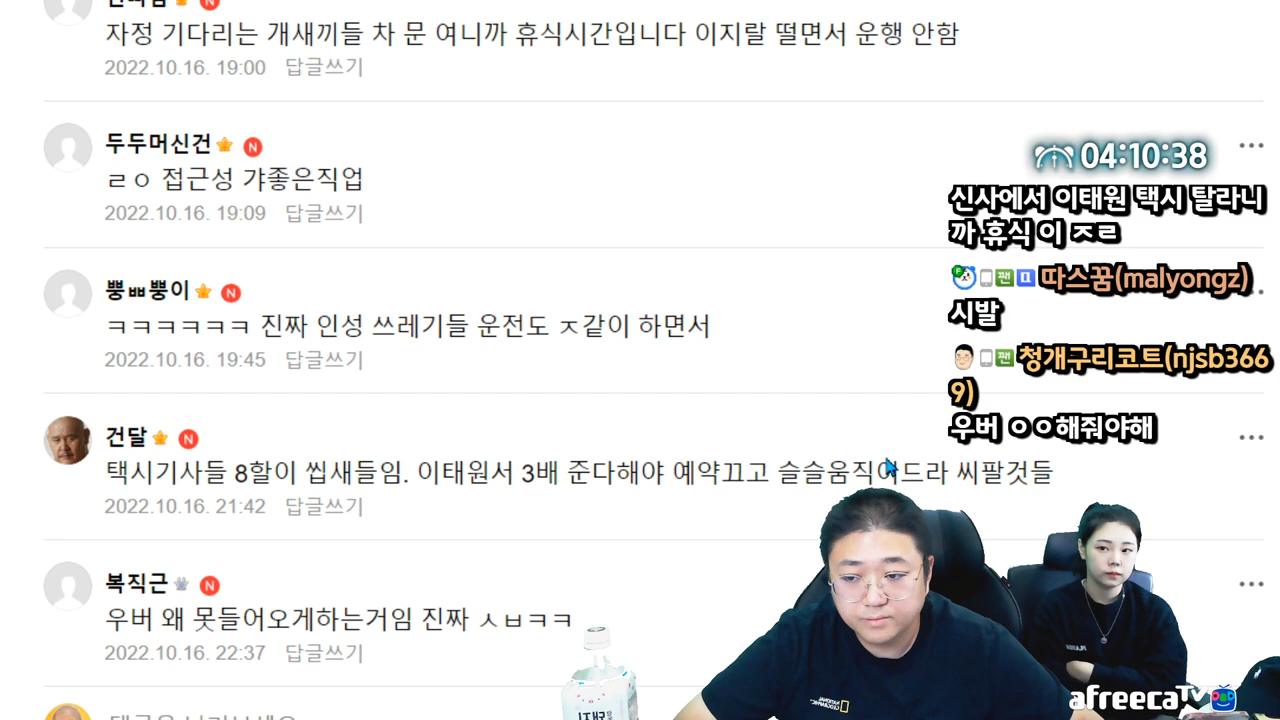 자정 기다리는 개새끼들 차 문 여니까 휴식시간입니다 이지랄 떨면서 운행 안함
2022.10.16. 19:00 답글쓰기
두두머신건 N
ㄹㅇ 접근성 갸좋은직업
2022.10.16. 19:09 답글쓰기
뿡ㅃ뿡이 N
ㅋㅋㅋㅋㅋㅋ 진짜 인성 쓰레기들 운전도 ㅈ같이 하면서
2022.10.16. 19:45 답글쓰기
건달 N
택시기사들 8할이 씹새들임. 이태원서 3배 준다해야 예약끄고 슬슬움직여드라 씨팔것들
2022.10.16. 21:42 답글쓰기
복직근 N
우버 왜 못들어오게하는거임 진짜 ㅅㅂㅋㅋ
2022.10.16. 22:37 답글쓰기
04:10:38
신사에서 이태원 택시 탈라니
까 휴식 이 ㅈㄹ
F 팬 따스꿈(malyongz)
시발
팬 청개구리코트(njsb366
9)
우버 ㅇㅇ해줘야해
NATIONAL
GEOGRAPHIC
afreecaTV